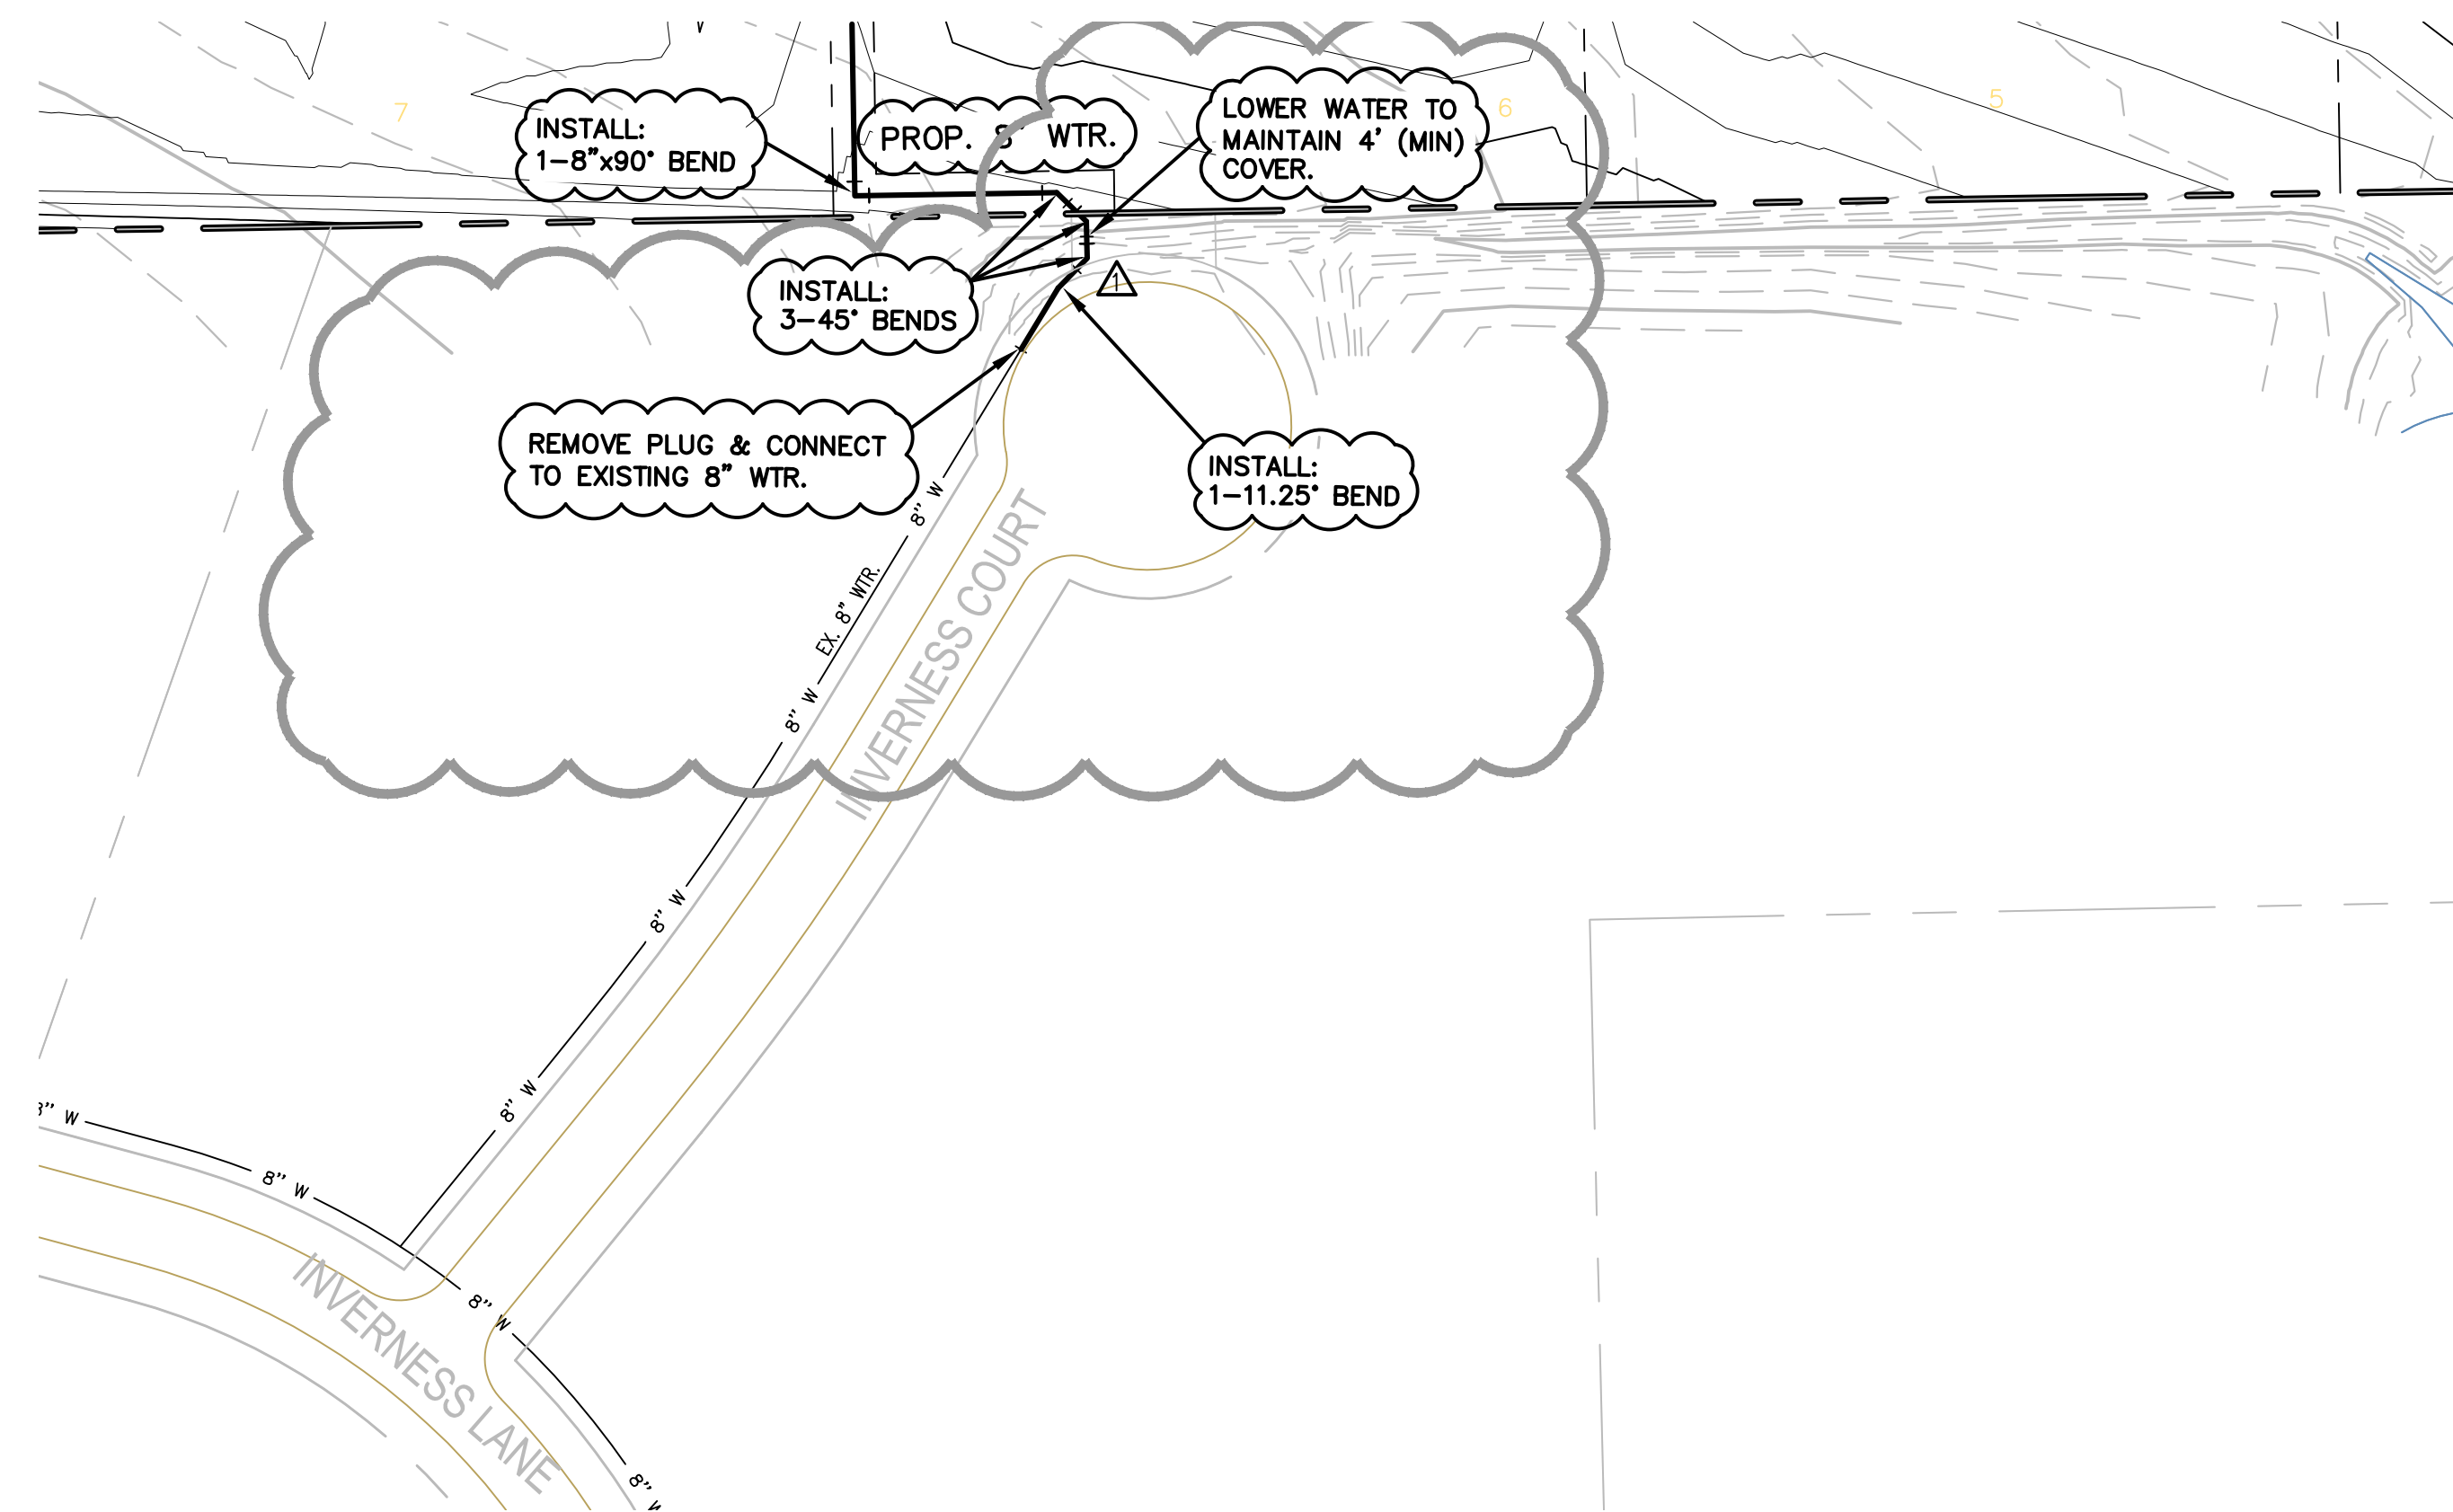 7
6
5
INSTALL:
1-8"x90° BEND
PROP. 8" WTR.
LOWER WATER TO
MAINTAIN 4' (MIN)
COVER.
INSTALL:
3-45° BENDS
1
REMOVE PLUG & CONNECT
TO EXISTING 8" WTR.
INSTALL:
1-11.25° BEND
8" W
EX. 8" WTR.
8" W
INVERNESS COURT
8" W
8" W
8" W
8" W
8" W
8" W
INVERNESS LANE